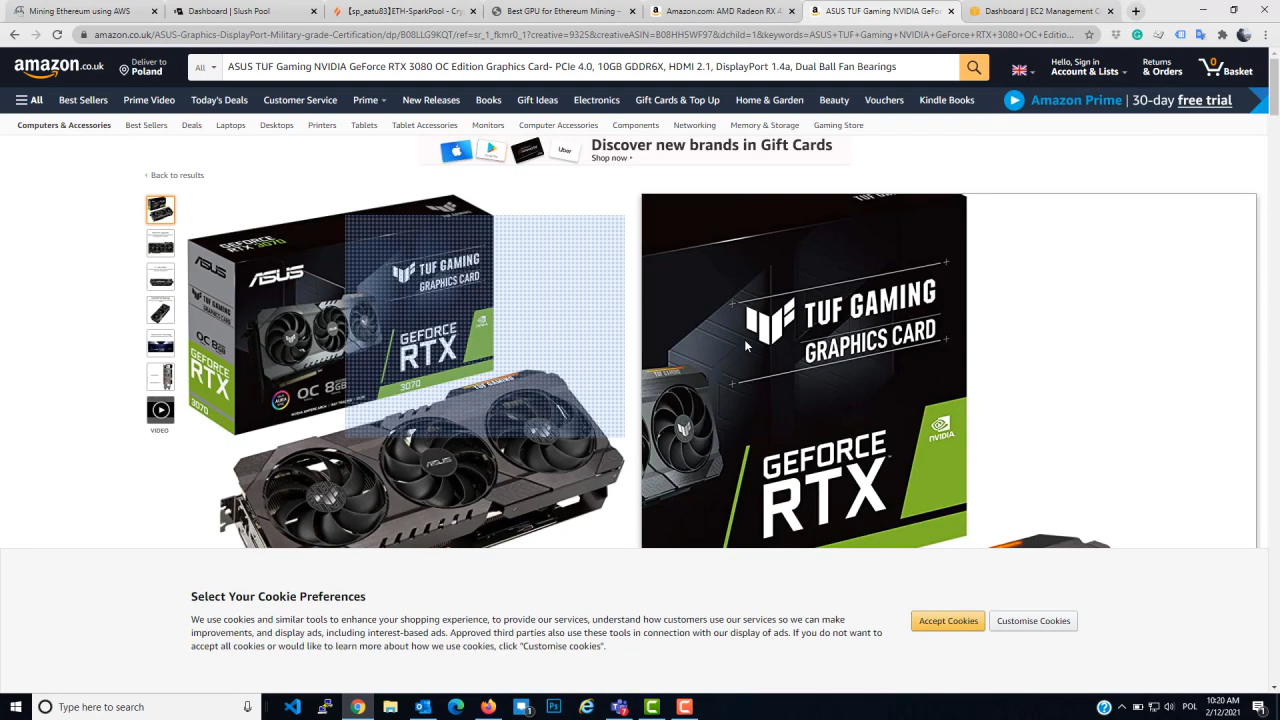 Mining Ethereum using AWS
Dashboard | Slush Pool
【sp_aatu83】ETH-SparkPool - Cry
Best GPU for Ethereum Mining –
Amazon.com: AMD Radeon RX 4
ASUS TUF Gaming NVIDIA GeFor
Dashboard | EC2 Management C
amazon.co.uk/ASUS-Graphics-DisplayPort-Military-grade-Certification/dp/B08LLG9KQT/ref=sr_1_fkmr0_1?creative=9325&creativeASIN=B08HHSWF97&dchild=1&keywords=ASUS+TUF+Gaming+NVIDIA+GeForce+RTX+3080+OC+Editio...
amazon.co.uk
Deliver to
Poland
All
ASUS TUF Gaming NVIDIA GeForce RTX 3080 OC Edition Graphics Card- PCIe 4.0, 10GB GDDR6X, HDMI 2.1, DisplayPort 1.4a, Dual Ball Fan Bearings
Hello, Sign in
Account & Lists
Returns
& Orders
0
Basket
All
Best Sellers
Prime Video
Today's Deals
Customer Service
Prime
New Releases
Books
Gift Ideas
Electronics
Gift Cards & Top Up
Home & Garden
Beauty
Vouchers
Kindle Books
Amazon Prime | 30-day free trial
Computers & Accessories
Best Sellers
Deals
Laptops
Desktops
Printers
Tablets
Tablet Accessories
Monitors
Computer Accessories
Components
Networking
Memory & Storage
Gaming Store
Uber
Discover new brands in Gift Cards
Shop now
‹ Back to results
VIDEO
GEFORCE
RTX 3070
ASUS
TUF GAMING
GRAPHICS CARD
OC 8GB
GEFORCE
RTX
3070
ASUS
TUF GAMING
GRAPHICS CARD
GEFORCE
RTX
3070
NVIDIA
OC 8GB
ASUS
TUF GAMING
GRAPHICS CARD
GEFORCE
RTX
NVIDIA
Select Your Cookie Preferences
We use cookies and similar tools to enhance your shopping experience, to provide our services, understand how customers use our services so we can make
improvements, and display ads, including interest-based ads. Approved third parties also use these tools in connection with our display of ads. If you do not want to
accept all cookies or would like to learn more about how we use cookies, click "Customise cookies".
Accept Cookies
Customise Cookies
Type here to search
POL
10:20 AM
2/12/2021